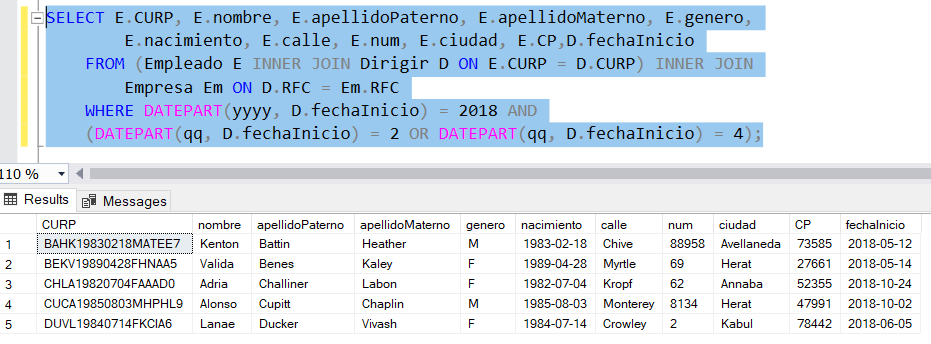 SELECT E.CURP, E.nombre, E.apellidoPaterno, E.apellidoMaterno, E.genero,
E.nacimiento, E.calle, E.num, E.ciudad, E.CP,D.fechaInicio
FROM (Empleado E INNER JOIN Dirigir D ON E.CURP = D.CURP) INNER JOIN
Empresa Em ON D.RFC = Em.RFC
WHERE DATEPART(yyyy, D.fechaInicio) = 2018 AND
(DATEPART(qq, D.fechaInicio) = 2 OR DATEPART(qq, D.fechaInicio) = 4);
110 %
Results Messages
CURP nombre apellidoPaterno apellidoMaterno genero nacimiento calle num ciudad CP fechaInicio
1 BAHK19830218MATEE7 Kenton Battin Heather M 1983-02-18 Chive 88958 Avellaneda 73585 2018-05-12
2 BEKV19890428FHNAA5 Valida Benes Kaley F 1989-04-28 Myrtle 69 Herat 27661 2018-05-14
3 CHLA19820704FAAAD0 Adria Challiner Labon F 1982-07-04 Kropf 62 Annaba 52355 2018-10-24
4 CUCA19850803MHPHL9 Alonso Cupitt Chaplin M 1985-08-03 Monterey 8134 Herat 47991 2018-10-02
5 DUVL19840714FKCIA6 Lanae Ducker Vivash F 1984-07-14 Crowley 2 Kabul 78442 2018-06-05